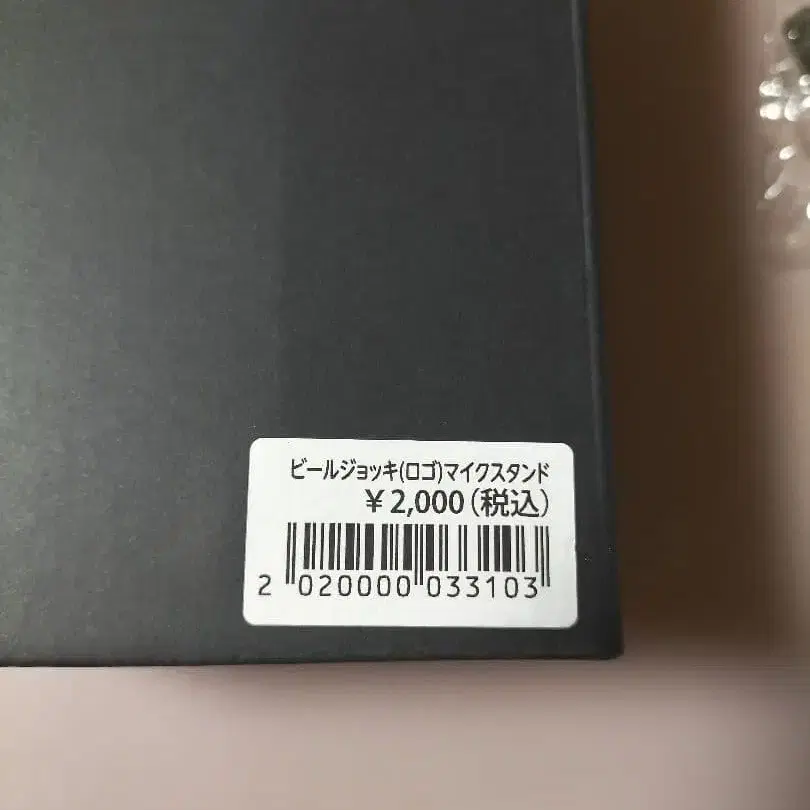 ビールジョッキ(ロゴ)マイクスタンド
￥2,000(税込)
2 020000 033103